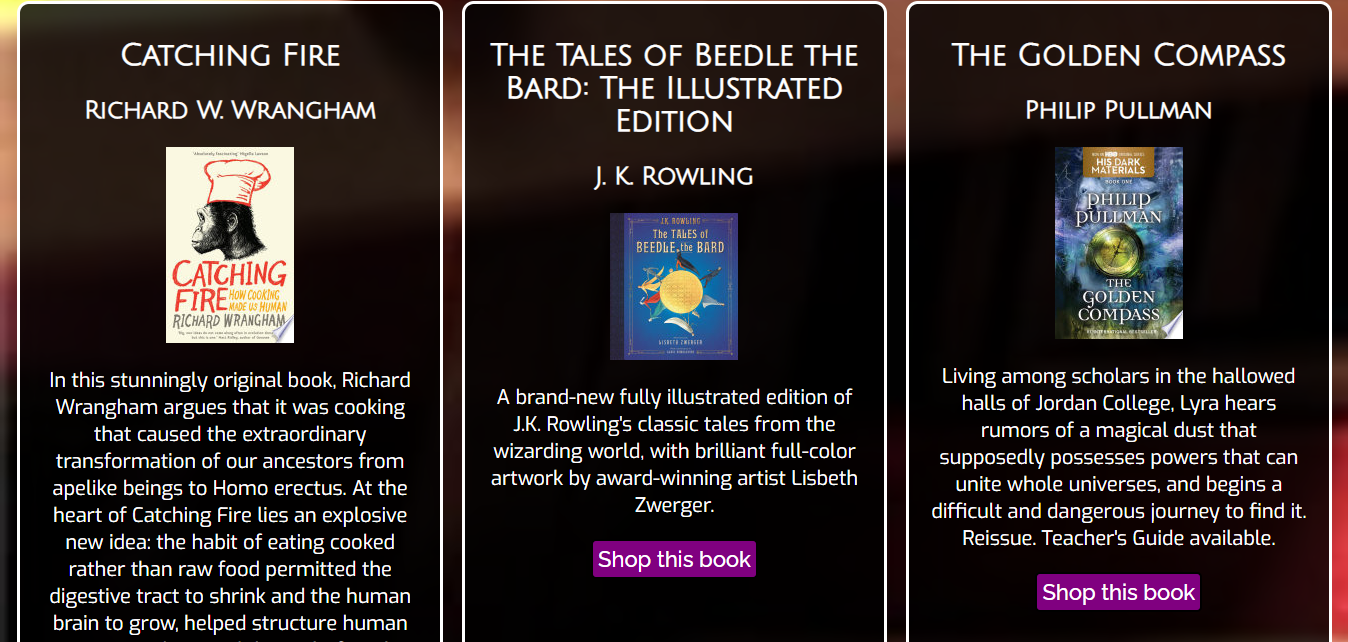 Catching Fire
Richard W. Wrangham
'Absolutely fascinating' Nigella Lawson
CATCHING
FIRE HOW COOKING
MADE US HUMAN
RICHARD WRANGHAM
In this stunningly original book, Richard
Wrangham argues that it was cooking
that caused the extraordinary
transformation of our ancestors from
apelike beings to Homo erectus. At the
heart of Catching Fire lies an explosive
new idea: the habit of eating cooked
rather than raw food permitted the
digestive tract to shrink and the human
brain to grow, helped structure human
The Tales of Beedle the
Bard: The Illustrated
Edition
J. K. Rowling
J.K. ROWLING
The TALES of
BEEDLE the BARD
LISBETH ZWERGER
A brand-new fully illustrated edition of
J.K. Rowling's classic tales from the
wizarding world, with brilliant full-color
artwork by award-winning artist Lisbeth
Zwerger.
Shop this book
The Golden Compass
Philip Pullman
HBO
HIS DARK
MATERIALS
BOOK ONE
PHILIP
PULLMAN
THE
GOLDEN
COMPASS
INTERNATIONAL BESTSELLER
Living among scholars in the hallowed
halls of Jordan College, Lyra hears
rumors of a magical dust that
supposedly possesses powers that can
unite whole universes, and begins a
difficult and dangerous journey to find it.
Reissue. Teacher's Guide available.
Shop this book